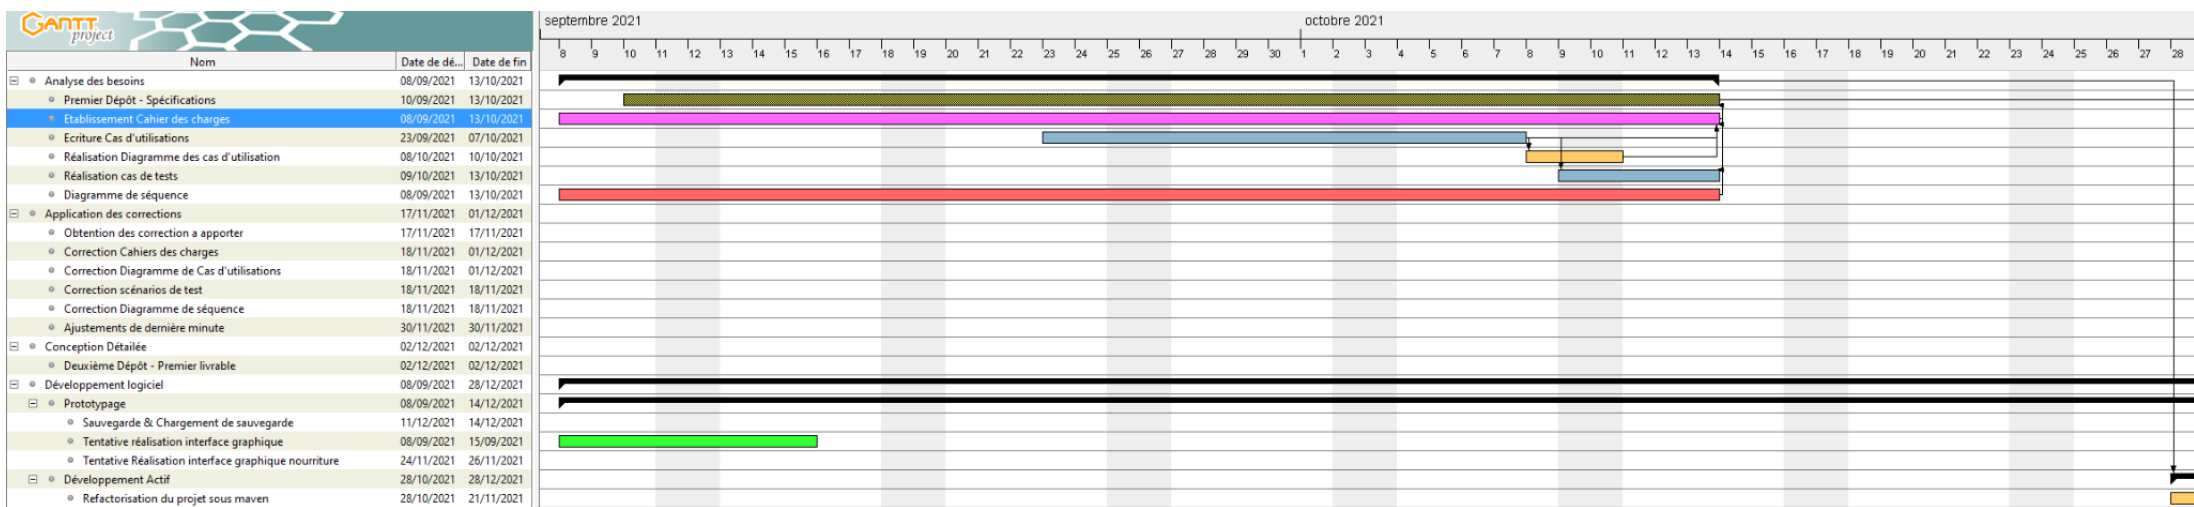 GANTT project
septembre 2021 octobre 2021
8 9 10 11 12 13 14 15 16 17 18 19 20 21 22 23 24 25 26 27 28 29 30 1 2 3 4 5 6 7 8 9 10 11 12 13 14 15 16 17 18 19 20 21 22 23 24 25 26 27 28
Nom Date de dé... Date de fin
Analyse des besoins 08/09/2021 13/10/2021
Premier Dépôt - Spécifications 10/09/2021 13/10/2021
Etablissement Cahier des charges 08/09/2021 13/10/2021
Ecriture Cas d'utilisations 23/09/2021 07/10/2021
Réalisation Diagramme des cas d'utilisation 08/10/2021 10/10/2021
Réalisation cas de tests 09/10/2021 13/10/2021
Diagramme de séquence 08/09/2021 13/10/2021
Application des corrections 17/11/2021 01/12/2021
Obtention des correction a apporter 17/11/2021 17/11/2021
Correction Cahiers des charges 18/11/2021 01/12/2021
Correction Diagramme de Cas d'utilisations 18/11/2021 01/12/2021
Correction scénarios de test 18/11/2021 18/11/2021
Correction Diagramme de séquence 18/11/2021 18/11/2021
Ajustements de dernière minute 30/11/2021 30/11/2021
Conception Détailée 02/12/2021 02/12/2021
Deuxième Dépôt - Premier livrable 02/12/2021 02/12/2021
Développement logiciel 08/09/2021 28/12/2021
Prototypage 08/09/2021 14/12/2021
Sauvegarde & Chargement de sauvegarde 11/12/2021 14/12/2021
Tentative réalisation interface graphique 08/09/2021 15/09/2021
Tentative Réalisation interface graphique nourriture 24/11/2021 26/11/2021
Développement Actif 28/10/2021 28/12/2021
Refactorisation du projet sous maven 28/10/2021 21/11/2021